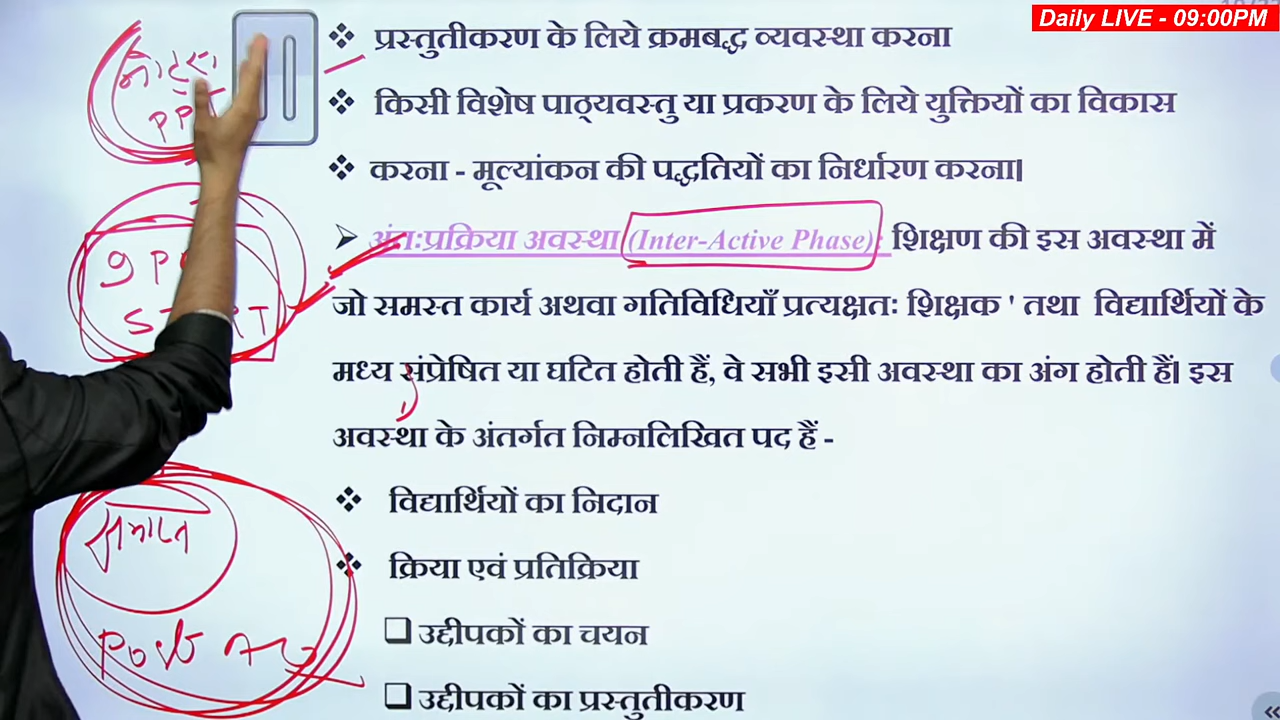 Daily LIVE - 09:00PM
❖ प्रस्तुतीकरण के लिये क्रमबद्ध व्यवस्था करना
❖ किसी विशेष पाठ्यवस्तु या प्रकरण के लिये युक्तियों का विकास
❖ करना - मूल्यांकन की पद्धतियों का निर्धारण करना|
➢ अंतःप्रक्रिया अवस्था (Inter-Active Phase): शिक्षण की इस अवस्था में
जो समस्त कार्य अथवा गतिविधियाँ प्रत्यक्षतः शिक्षक ' तथा विद्यार्थियों के
मध्य संप्रेषित या घटित होती हैं, वे सभी इसी अवस्था का अंग होती हैं| इस
अवस्था के अंतर्गत निम्नलिखित पद हैं -
❖ विद्यार्थियों का निदान
❖ क्रिया एवं प्रतिक्रिया
❑ उद्दीपकों का चयन
❑ उद्दीपकों का प्रस्तुतीकरण
नोट्स
समाप्त
Post